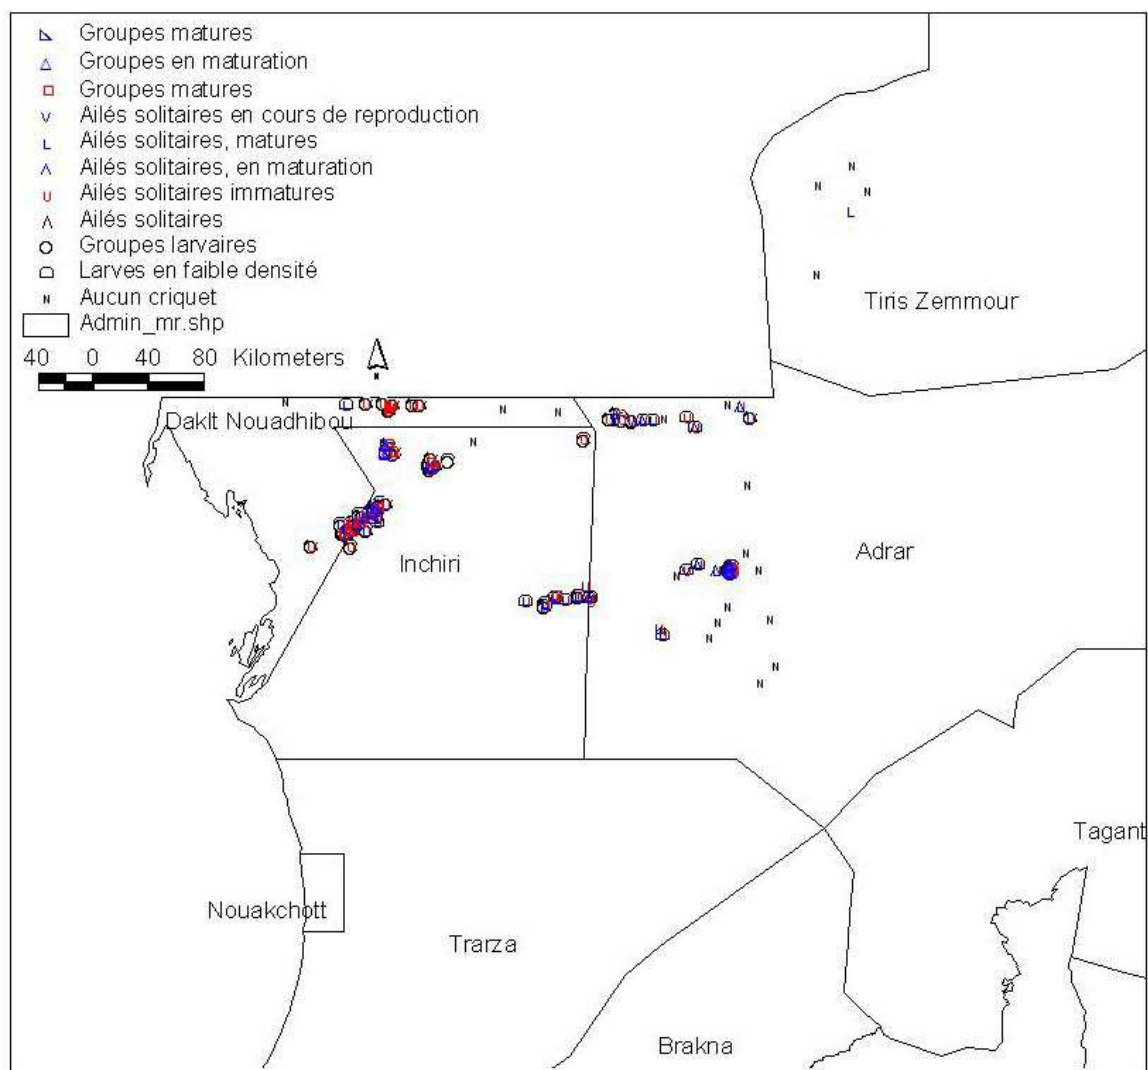 Groupes matures
Groupes en maturation
Groupes matures
Ailés solitaires en cours de reproduction
Ailés solitaires, matures
Ailés solitaires, en maturation
Ailés solitaires immatures
Ailés solitaires
Groupes larvaires
Larves en faible densité
N Aucun criquet
Admin_mr.shp
40 0 40 80 Kilometers
N
Tiris Zemmour
Daklt Nouadhibou
Inchiri
Adrar
Tagant
Nouakchott
Trarza
Brakna